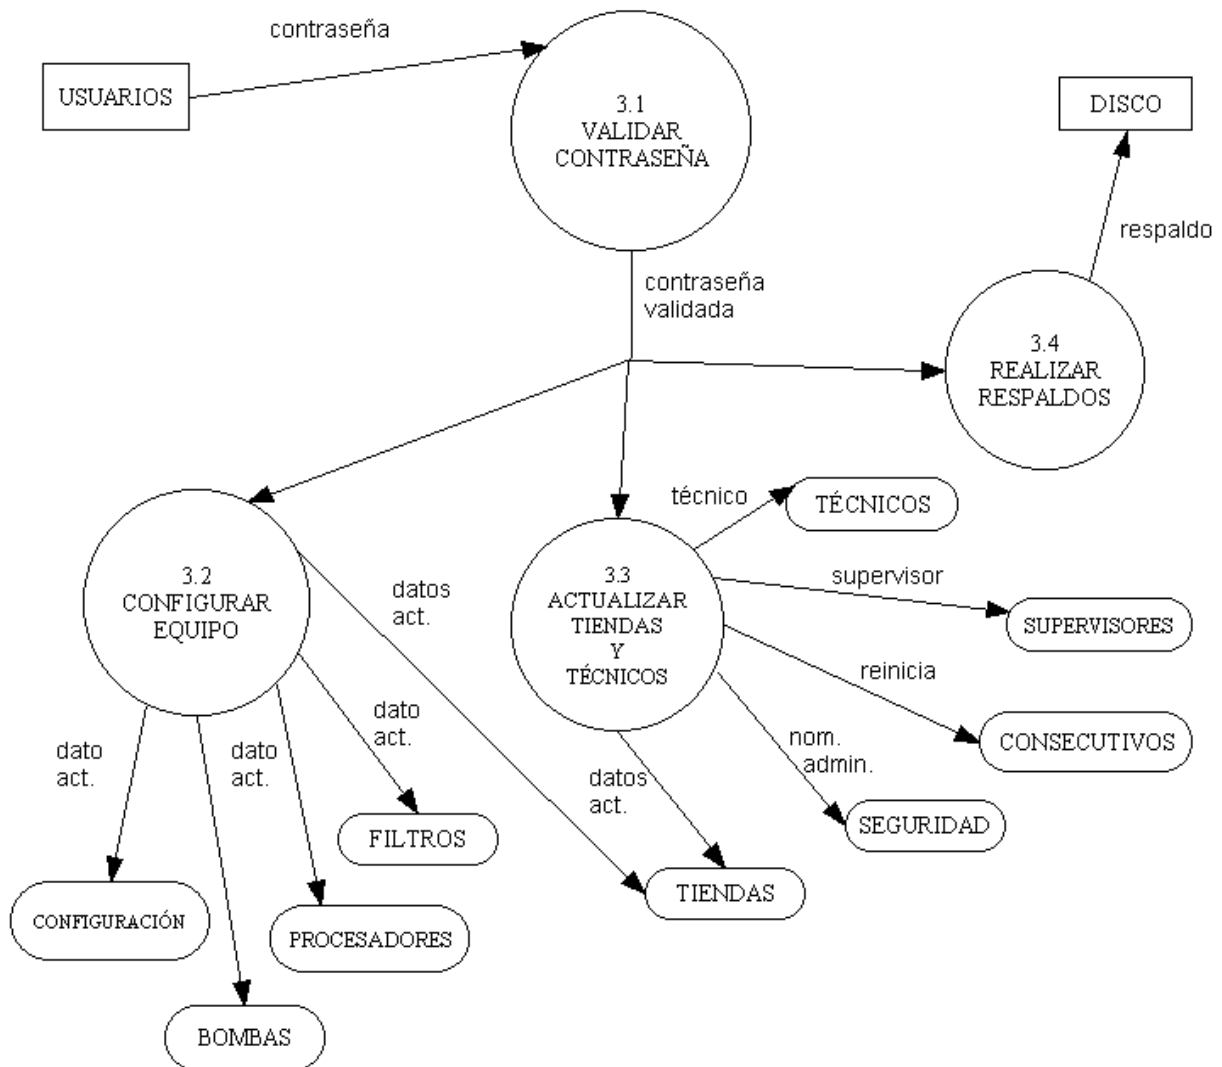 contraseña
USUARIOS
3.1
VALIDAR
CONTRASEÑA
DISCO
respaldo
contraseña
validada
3.4
REALIZAR
RESPALDOS
técnico
TÉCNICOS
3.2
CONFIGURAR
EQUIPO
datos
act.
3.3
ACTUALIZAR
TIENDAS
Y
TÉCNICOS
supervisor
SUPERVISORES
reinicia
CONSECUTIVOS
dato
act.
dato
act.
dato
act.
nom.
admin.
datos
act.
FILTROS
SEGURIDAD
TIENDAS
CONFIGURACIÓN
PROCESADORES
BOMBAS